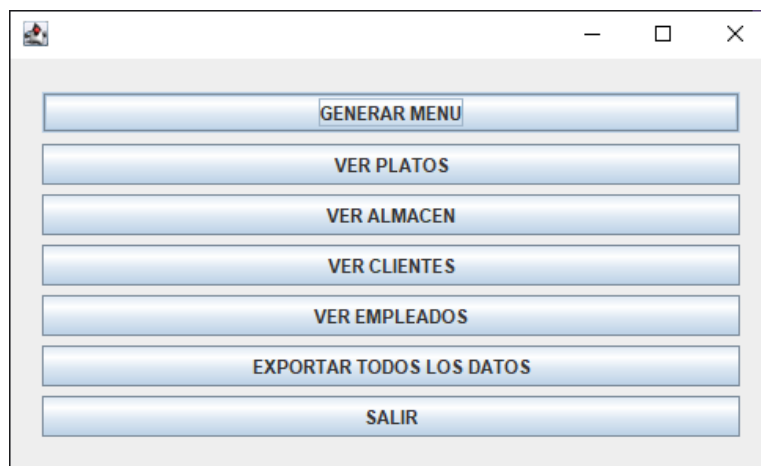 GENERAR MENU
VER PLATOS
VER ALMACEN
VER CLIENTES
VER EMPLEADOS
EXPORTAR TODOS LOS DATOS
SALIR